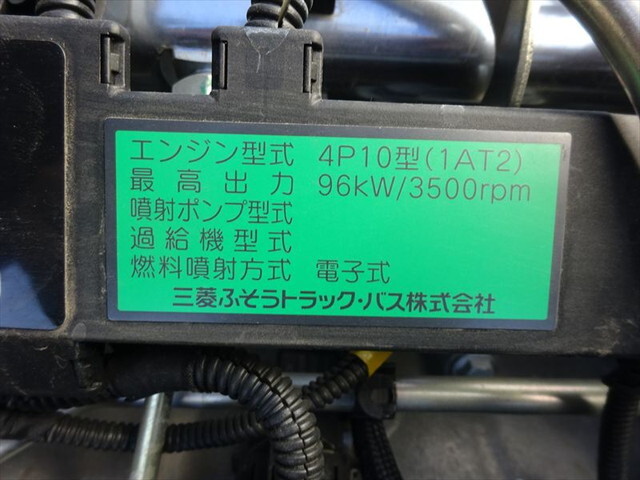 エンジン型式 4P10型(1AT2)
最高出力 96kW/3500rpm
噴射ポンプ型式
過給機型式
燃料噴射方式 電子式
三菱ふそうトラック・バス株式会社